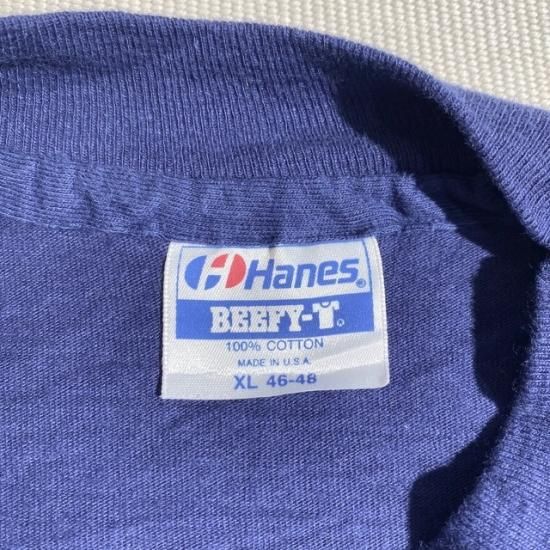 Hanes®
BEEFY-T®
100% COTTON
MADE IN U.S.A.
XL 46-48